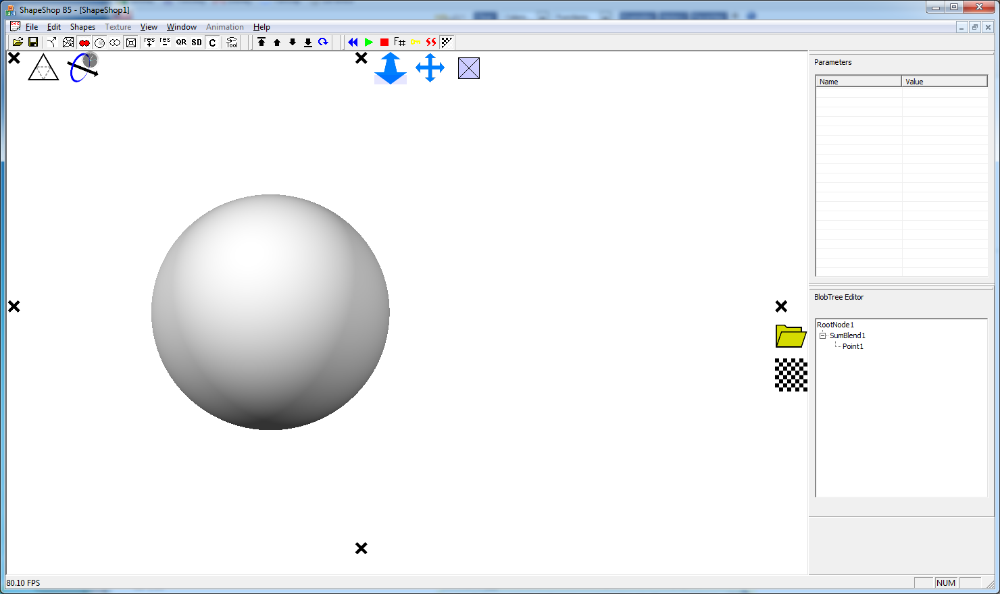 ShapeShop B5 - [ShapeShop1]
File Edit Shapes Texture View Window Animation Help
res res QR SD C Tool F#
Parameters
Name Value
BlobTree Editor
RootNode1
SumBlend1
Point1
80.10 FPS NUM